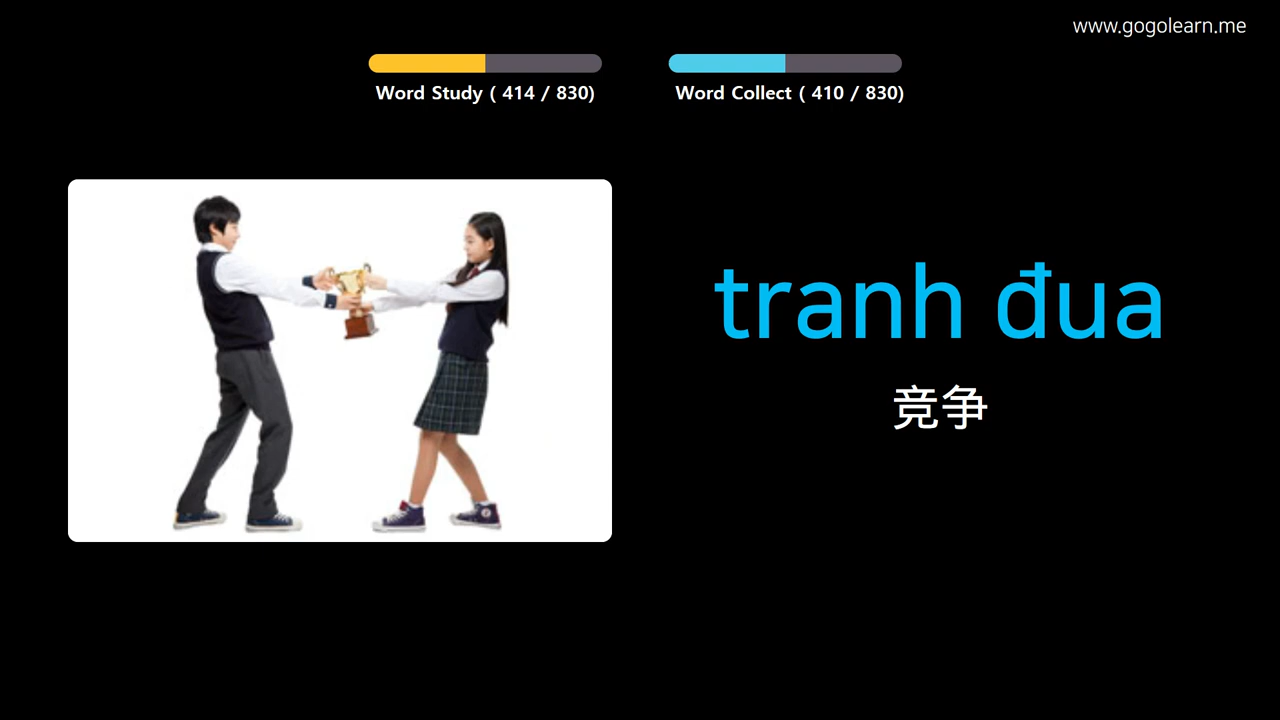 www.gogolearn.me
Word Study ( 414 / 830)
Word Collect ( 410 / 830)
tranh đua
竞争